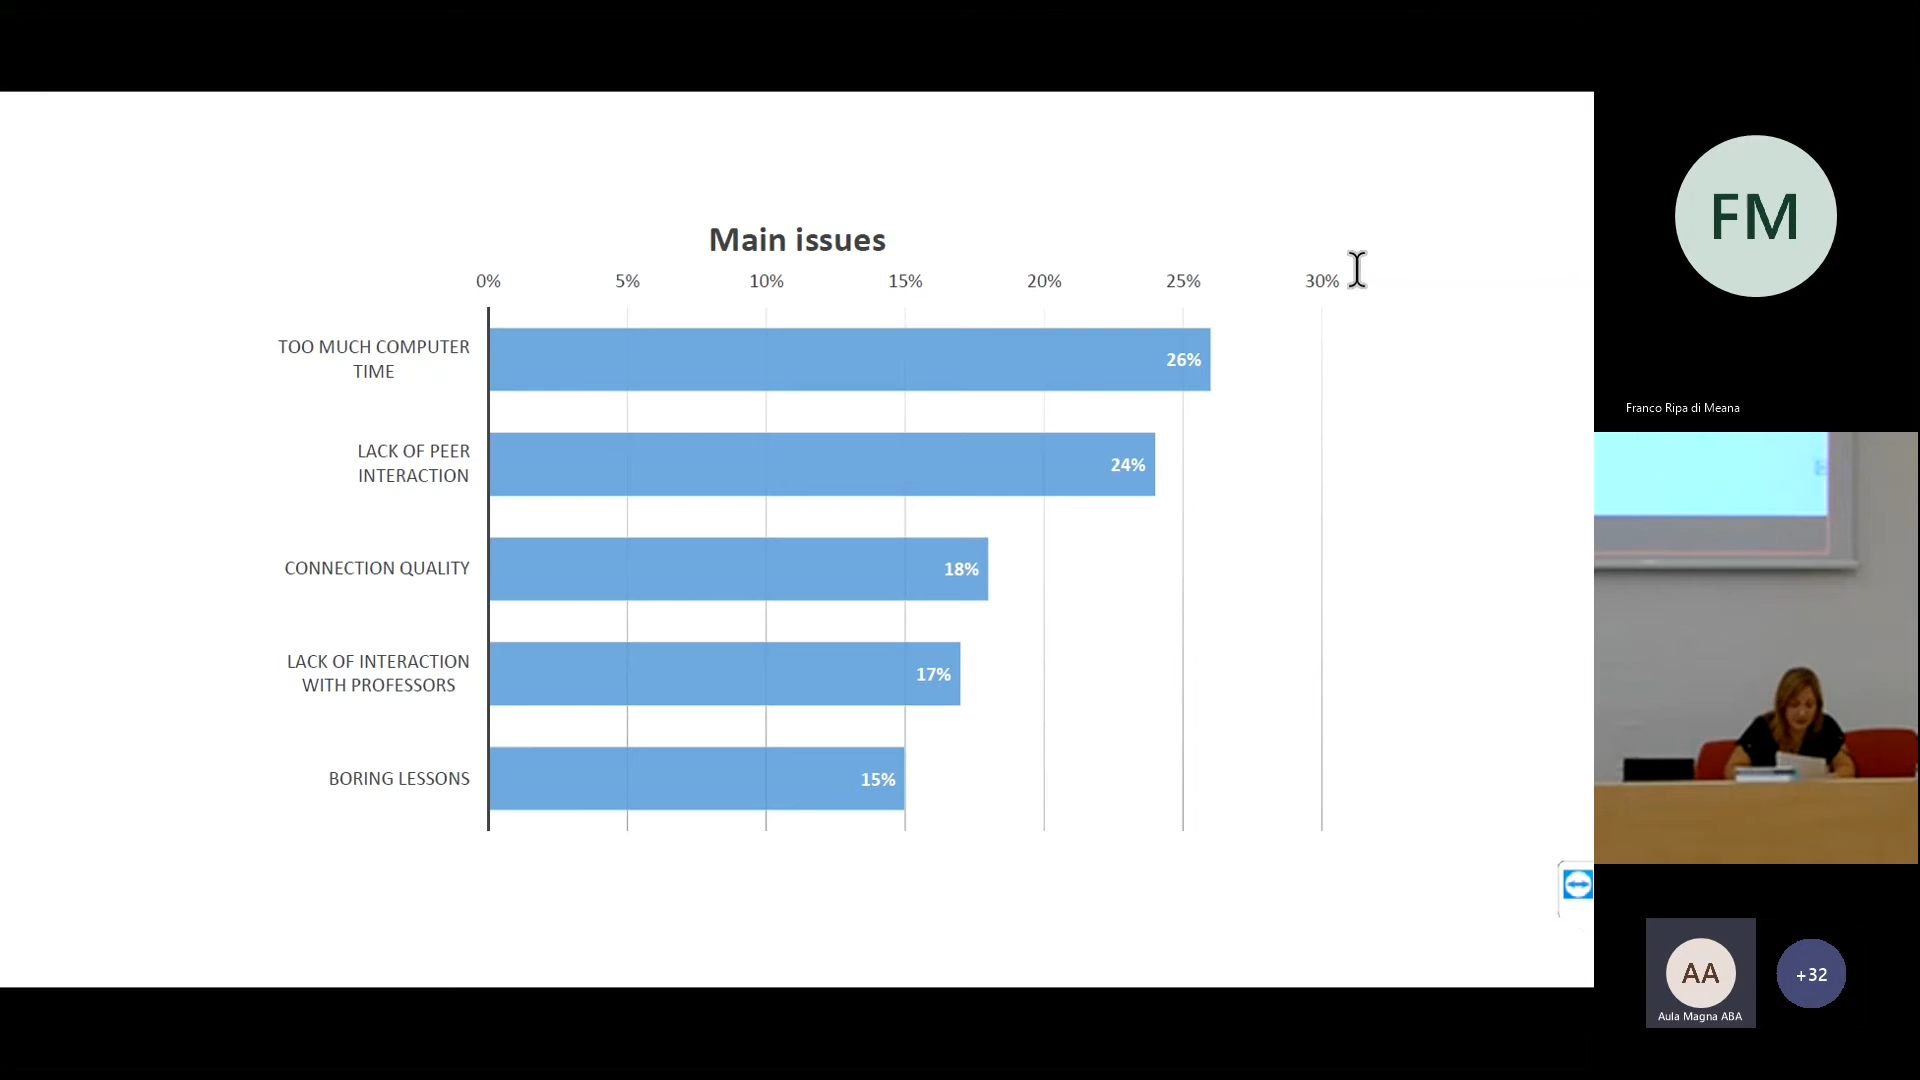 Main issues
0% 5% 10% 15% 20% 25% 30%
TOO MUCH COMPUTER
TIME
26%
LACK OF PEER
INTERACTION
24%
CONNECTION QUALITY
18%
LACK OF INTERACTION
WITH PROFESSORS
17%
BORING LESSONS
15%
FM
Franco Ripa di Meana
AA
Aula Magna ABA
+32